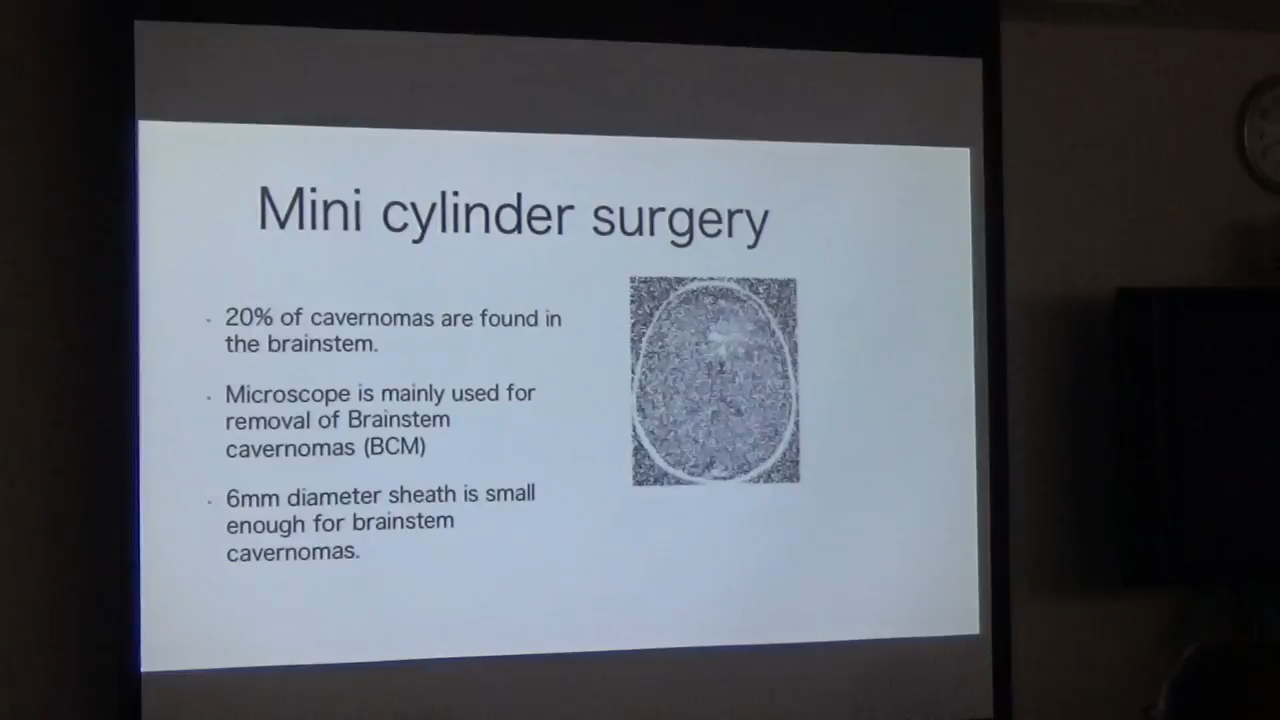 Mini cylinder surgery
· 20% of cavernomas are found in
the brainstem.
· Microscope is mainly used for
removal of Brainstem
cavernomas (BCM)
· 6mm diameter sheath is small
enough for brainstem
cavernomas.